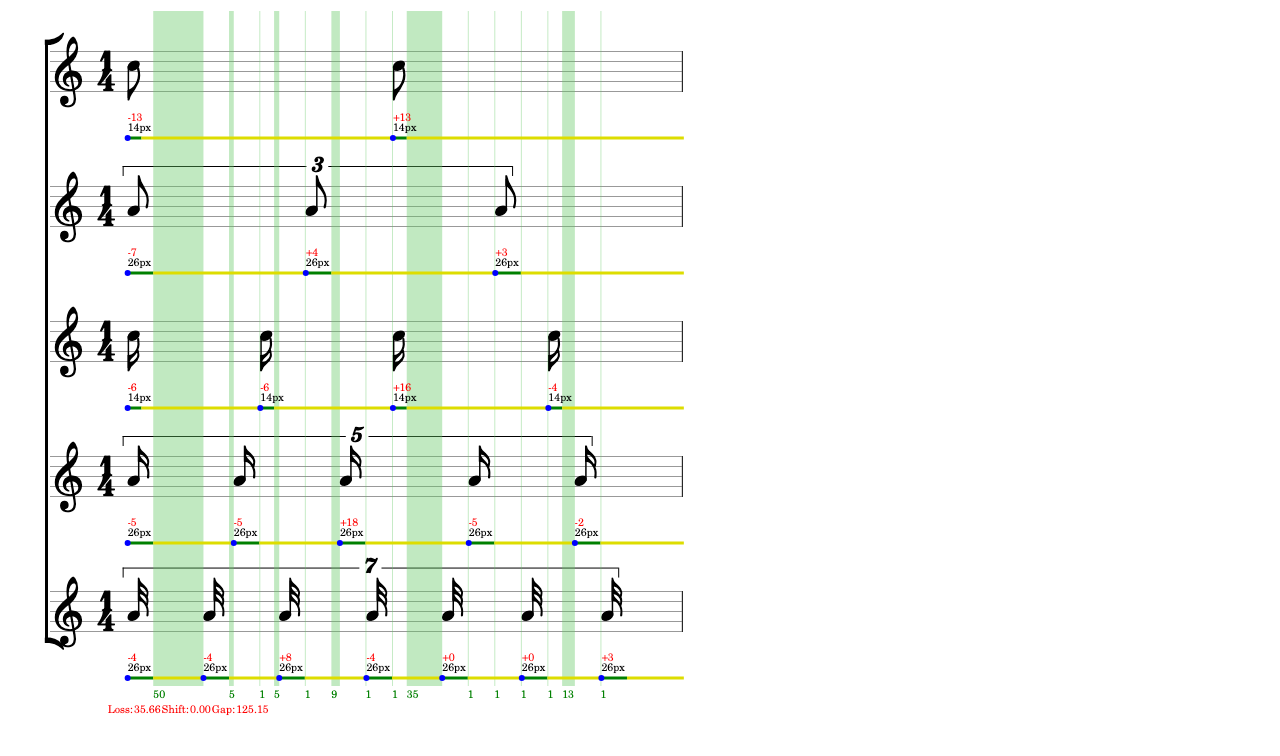 1
4
-13 +13
14px 14px
3
1
4
-7 +4 +3
26px 26px 26px
1
4
-6 -6 +16 -4
14px 14px 14px 14px
5
1
4
-5 -5 +18 -5 -2
26px 26px 26px 26px 26px
7
1
4
-4 -4 +8 -4 +0 +0 +3
26px 26px 26px 26px 26px 26px 26px
50 5 1 5 1 9 1 1 35 1 1 1 1 13 1
Loss:35.66 Shift:0.00 Gap:125.15